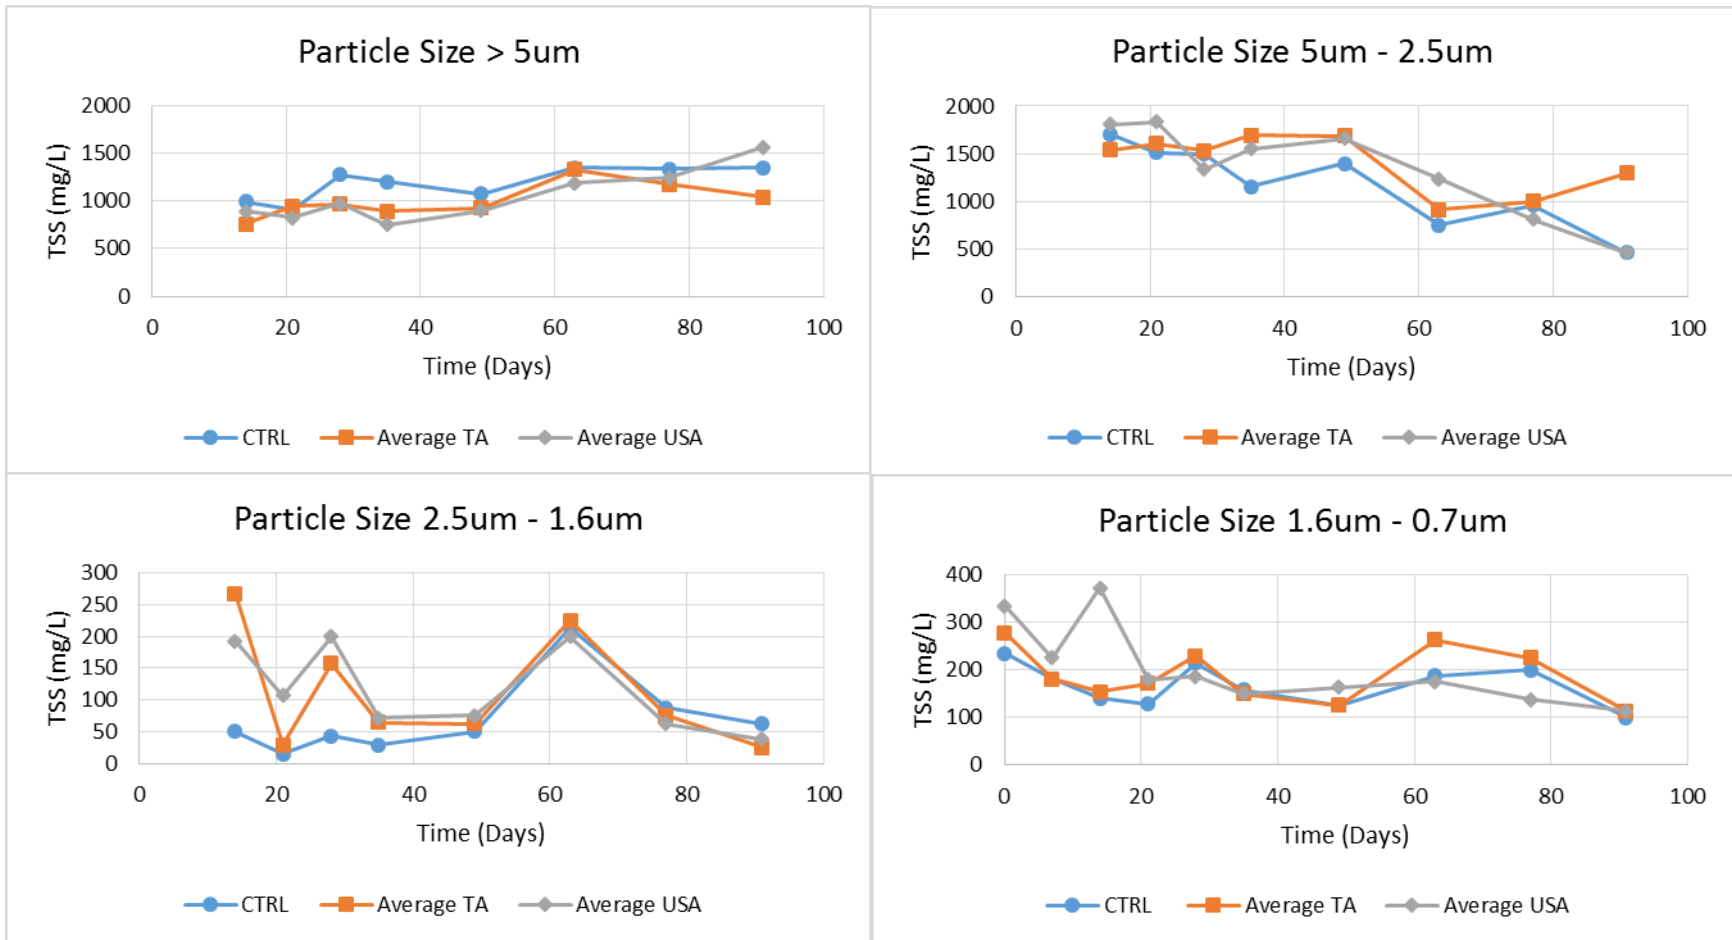 Particle Size > 5um
2000
1500
1000
500
0
TSS (mg/L)
0 20 40 60 80 100
Time (Days)
CTRL Average TA Average USA
Particle Size 5um - 2.5um
2000
1500
1000
500
0
TSS (mg/L)
0 20 40 60 80 100
Time (Days)
CTRL Average TA Average USA
Particle Size 2.5um - 1.6um
300
250
200
150
100
50
0
TSS (mg/L)
0 20 40 60 80 100
Time (Days)
CTRL Average TA Average USA
Particle Size 1.6um - 0.7um
400
300
200
100
0
TSS (mg/L)
0 20 40 60 80 100
Time (Days)
CTRL Average TA Average USA